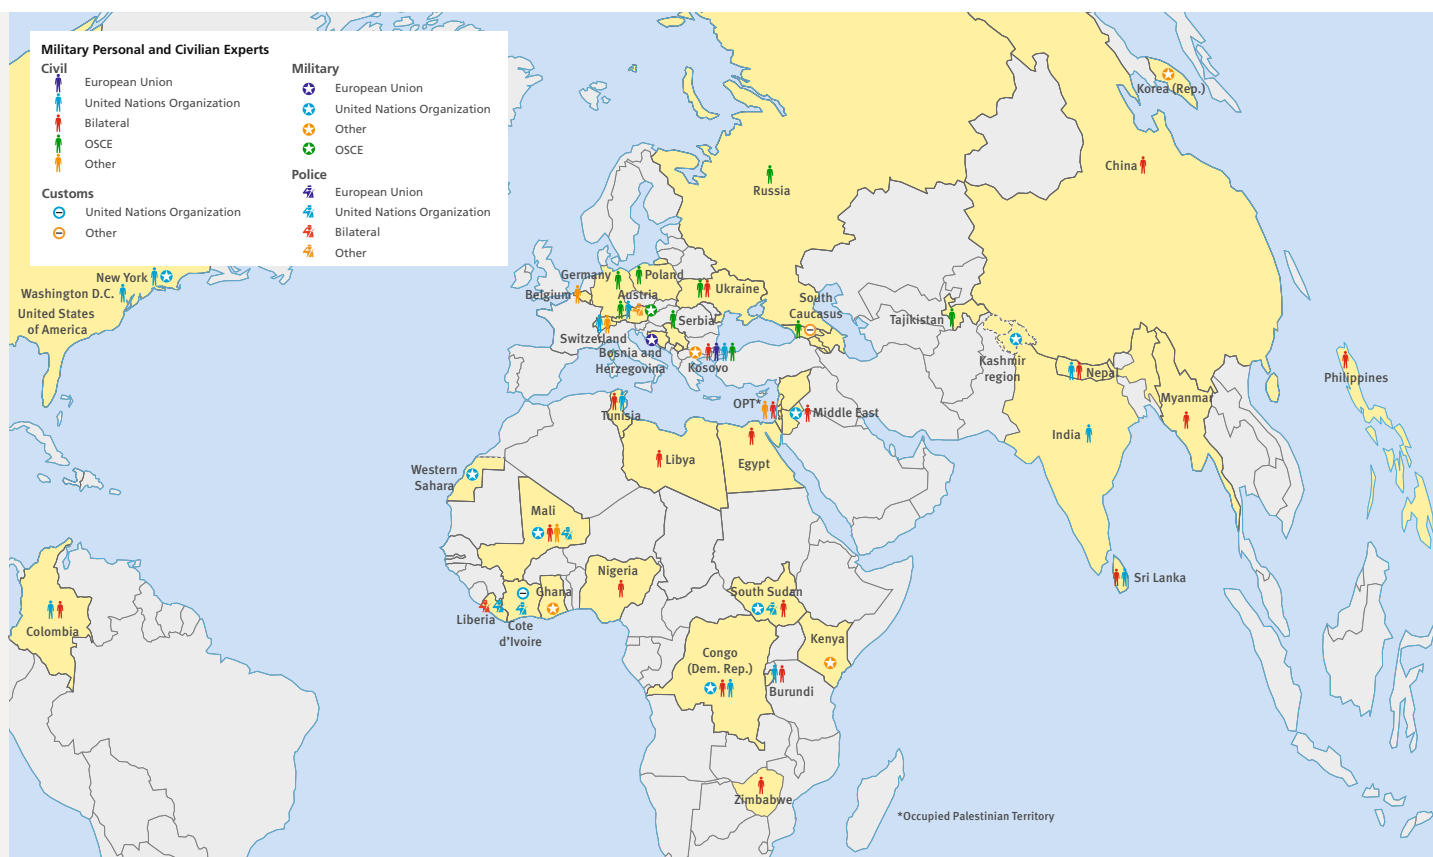 Military Personal and Civilian Experts
Civil
European Union
United Nations Organization
Bilateral
OSCE
Other
Customs
United Nations Organization
Other
Military
European Union
United Nations Organization
Other
OSCE
Police
European Union
United Nations Organization
Bilateral
Other
New York
Washington D.C.
United States
of America
Colombia
Korea (Rep.)
China
Russia
Germany
Poland
Belgium
Austria
Ukraine
Switzerland
Serbia
Bosnia and
Herzegovina
Kosovo
South
Caucasus
Tajikistan
Kashmir
region
Nepal
Myanmar
Philippines
India
Sri Lanka
OPT*
Middle East
Tunisia
Libya
Egypt
Western
Sahara
Mali
Nigeria
Ghana
Liberia
Cote
d’Ivoire
South Sudan
Kenya
Congo
(Dem. Rep.)
Burundi
Zimbabwe
*Occupied Palestinian Territory